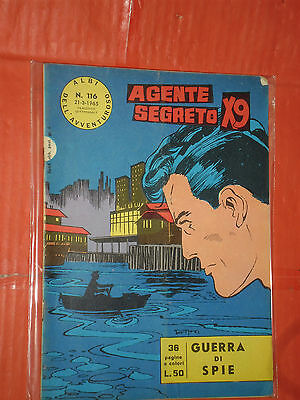 ALBI
DELL'AVVENTUROSO
N. 116
21-3-1965
AGENTE
SEGRETO X9
36
pagine
a colori
L.50
GUERRA
DI
SPIE